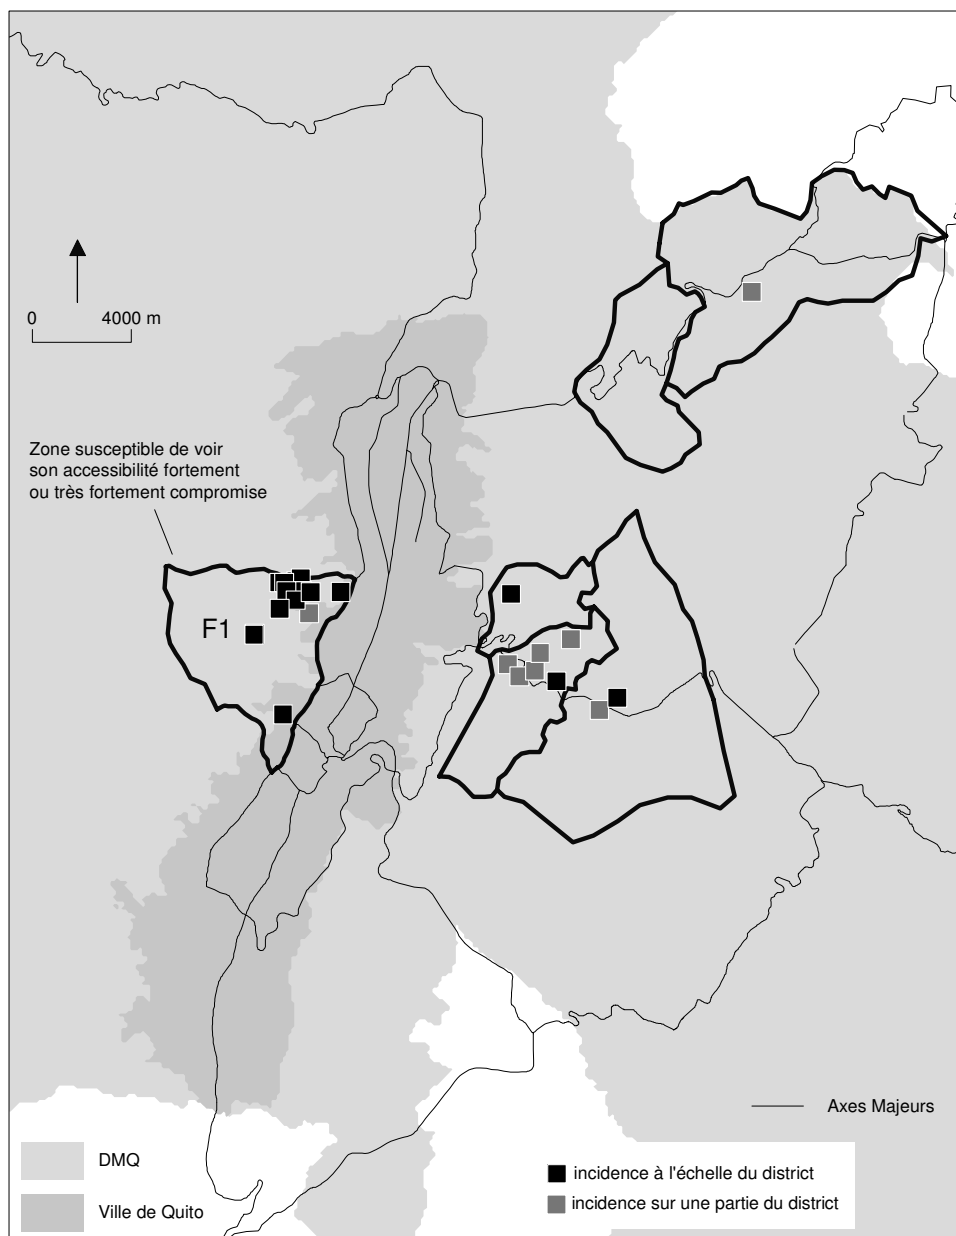 0 4000 m
Zone susceptible de voir
son accessibilité fortement
ou très fortement compromise
F1
Axes Majeurs
DMQ
Ville de Quito
incidence à l'échelle du district
incidence sur une partie du district